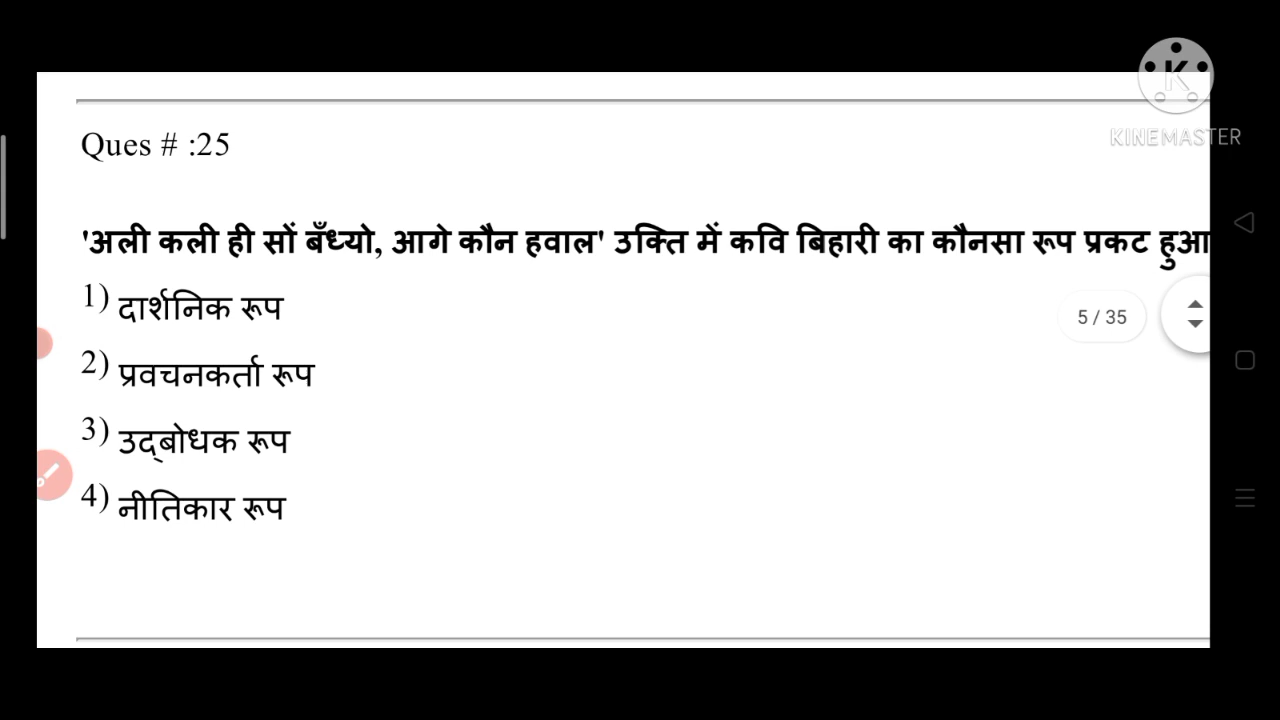 K
KINEMASTER
Ques # :25
'अली कली ही सों बँध्यो, आगे कौन हवाल' उक्ति में कवि बिहारी का कौनसा रूप प्रकट हुआ
1) दार्शनिक रूप
5 / 35
2) प्रवचनकर्ता रूप
3) उद्‌बोधक रूप
4) नीतिकार रूप